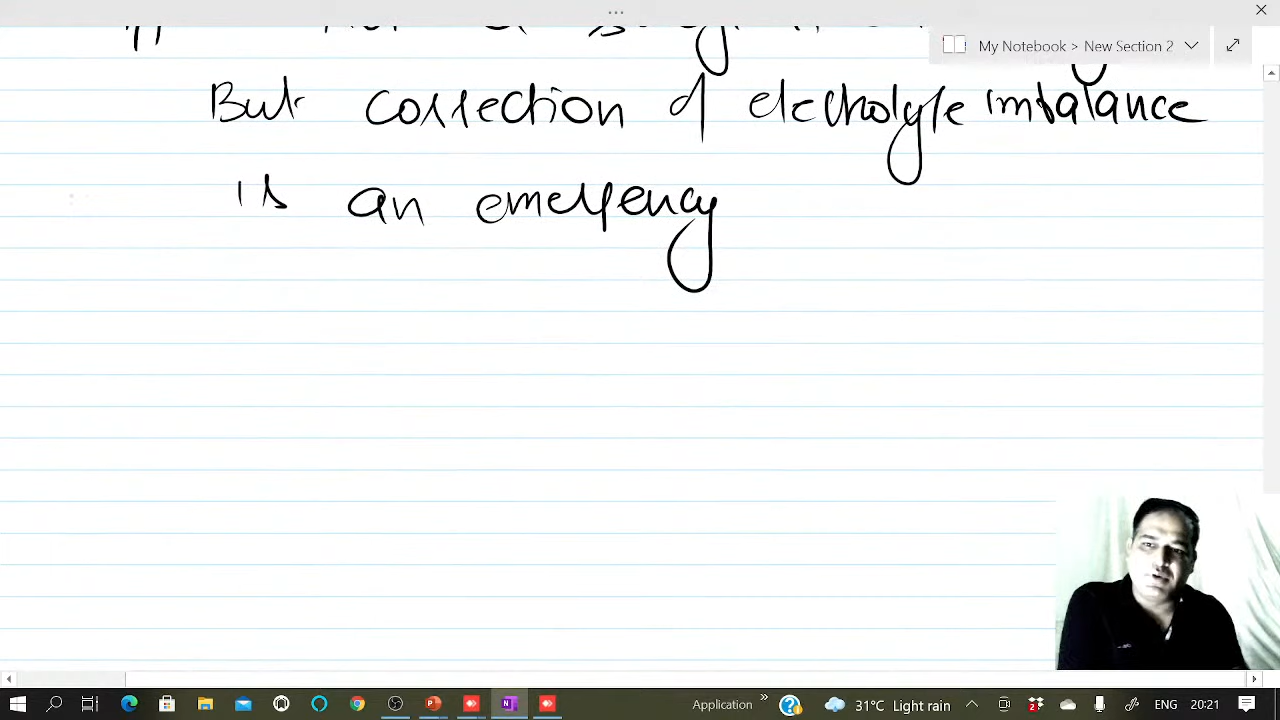 My Notebook > New Section 2
But correction of electrolyte imbalance
is an emergency
Application
31°C Light rain
ENG
20:21